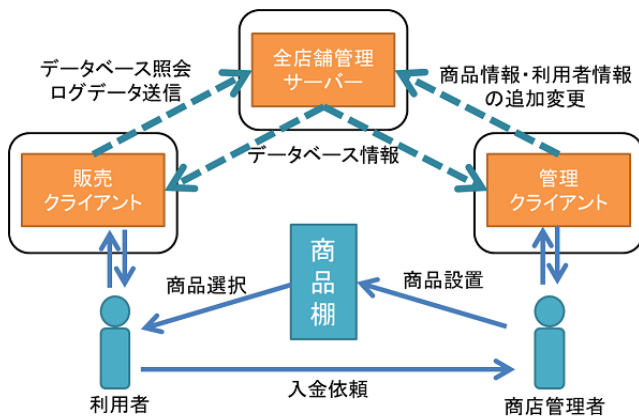 全店舗管理
サーバー
データベース照会
ログデータ送信
商品情報・利用者情報
の追加変更
データベース情報
販売
クライアント
管理
クライアント
商品棚
商品選択
商品設置
入金依頼
利用者
商店管理者